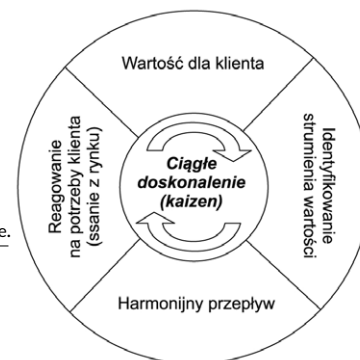 Wartość dla klienta
Identyfikowanie
strumienia wartości
Ciągłe
doskonalenie
(kaizen)
Reagowanie
na potrzeby klienta
(ssanie z rynku)
Harmonijny przepływ
e.